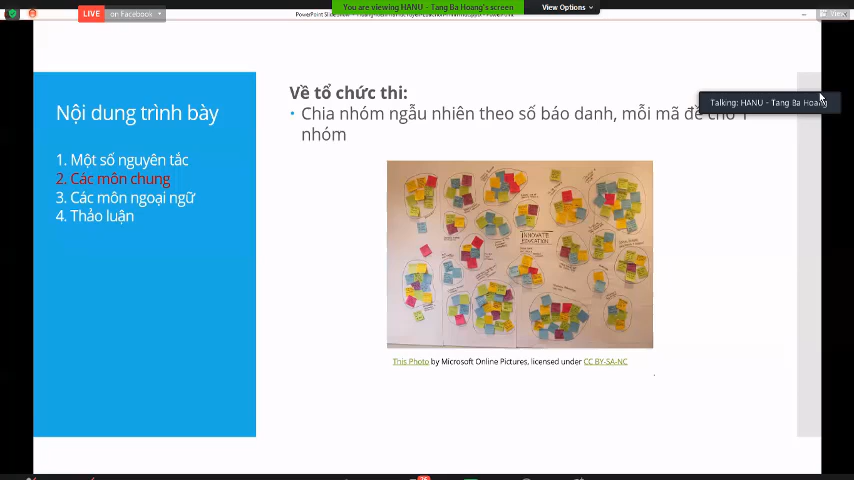 LIVE on Facebook
You are viewing HANU - Tang Ba Hoang's screen
View Options
View
Nội dung trình bày
1. Một số nguyên tắc
2. Các môn chung
3. Các môn ngoại ngữ
4. Thảo luận
Về tổ chức thi:
Talking: HANU - Tang Ba Hoang
• Chia nhóm ngẫu nhiên theo số báo danh, mỗi mã đề cho 1
nhóm
INNOVATE
EDUCATION
This Photo by Microsoft Online Pictures, licensed under CC BY-SA-NC